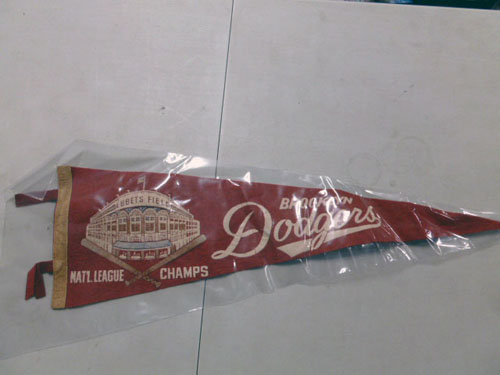 EBBETS FIELD
NAT'L. LEAGUE CHAMPS
BROOKLYN
Dodgers